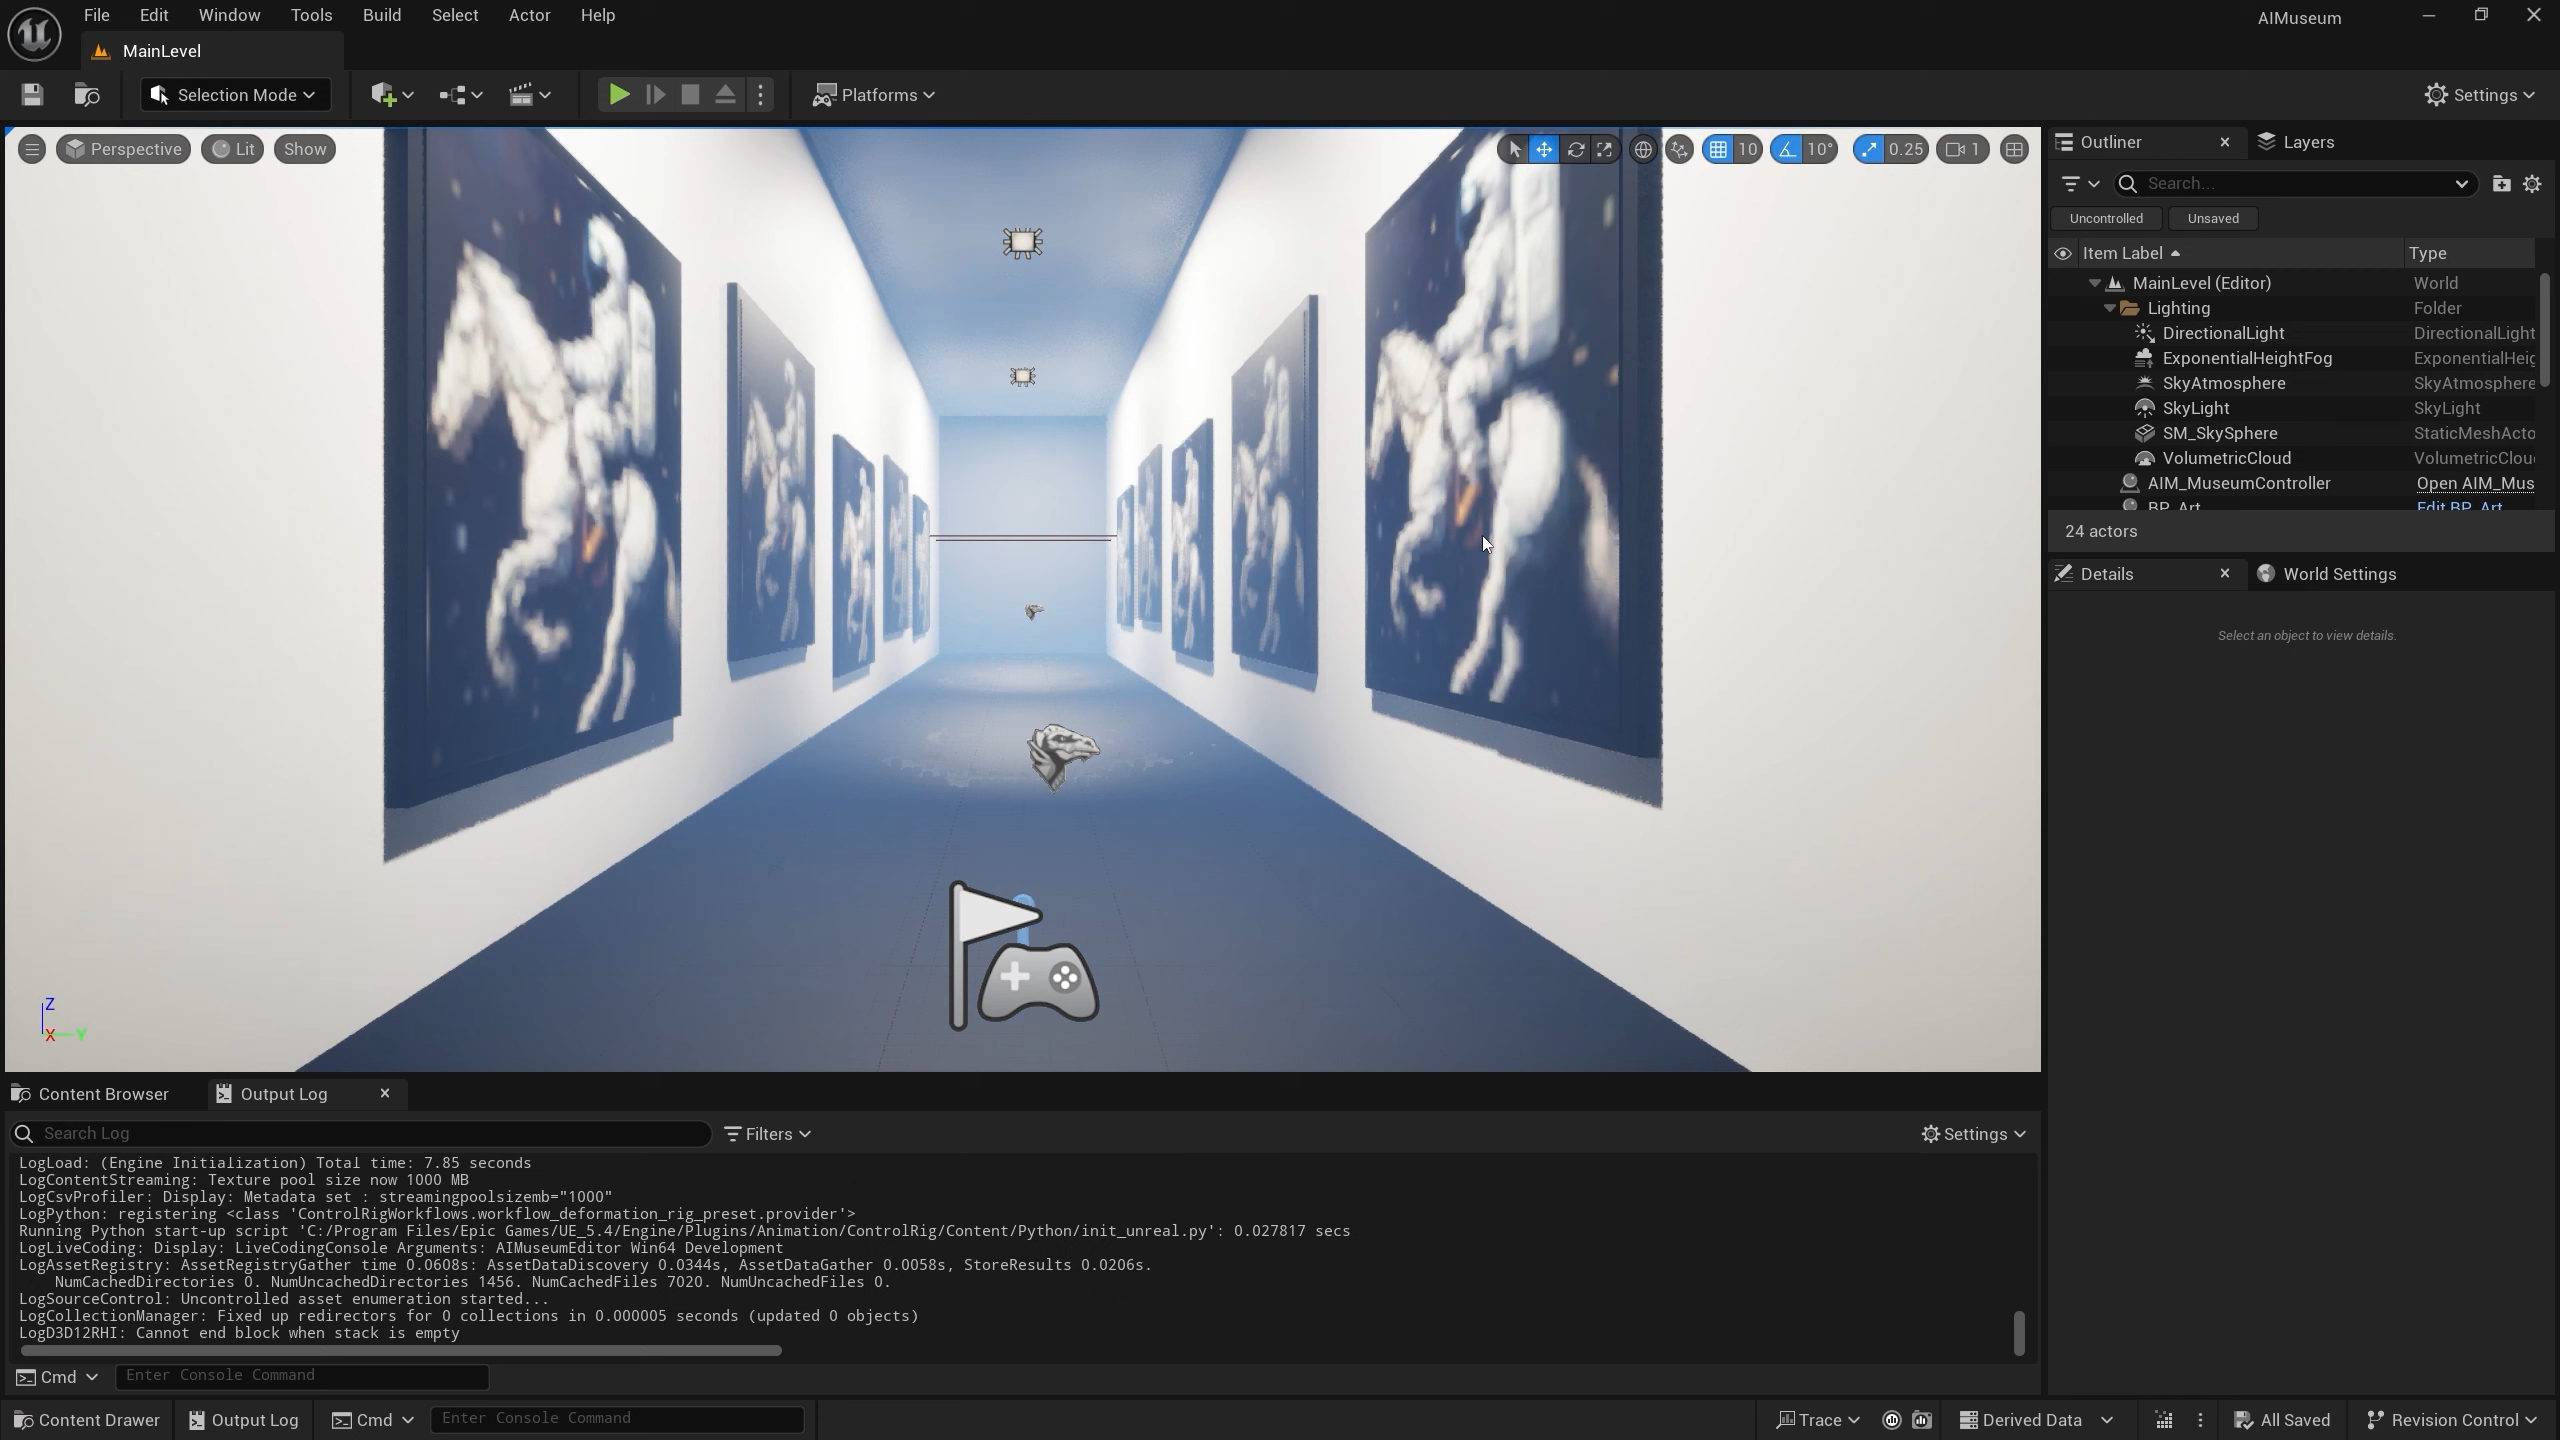 File Edit Window Tools Build Select Actor Help
AIMuseum
MainLevel
Selection Mode
Platforms
Settings
Perspective
Lit
Show
10
10°
0.25
1
Outliner
Layers
Search...
Uncontrolled
Unsaved
Item Label
Type
MainLevel (Editor) World
Lighting Folder
DirectionalLight DirectionalLight
ExponentialHeightFog ExponentialHeig
SkyAtmosphere SkyAtmosphere
SkyLight SkyLight
SM_SkySphere StaticMeshActo
VolumetricCloud VolumetricClou
AIM_MuseumController Open AIM_Mus
BP_Art Edit BP_Art
24 actors
Details
World Settings
Select an object to view details.
Z
X Y
Content Browser
Output Log
Search Log
Filters
Settings
LogLoad: (Engine Initialization) Total time: 7.85 seconds
LogContentStreaming: Texture pool size now 1000 MB
LogCsvProfiler: Display: Metadata set : streamingpoolsizemb="1000"
LogPython: registering <class 'ControlRigWorkflows.workflow_deformation_rig_preset.provider'>
Running Python start-up script 'C:/Program Files/Epic Games/UE_5.4/Engine/Plugins/Animation/ControlRig/Content/Python/init_unreal.py': 0.027817 secs
LogLiveCoding: Display: LiveCodingConsole Arguments: AIMuseumEditor Win64 Development
LogAssetRegistry: AssetRegistryGather time 0.0608s: AssetDataDiscovery 0.0344s, AssetDataGather 0.0058s, StoreResults 0.0206s.
NumCachedDirectories 0. NumUncachedDirectories 1456. NumCachedFiles 7020. NumUncachedFiles 0.
LogSourceControl: Uncontrolled asset enumeration started...
LogCollectionManager: Fixed up redirectors for 0 collections in 0.000005 seconds (updated 0 objects)
LogD3D12RHI: Cannot end block when stack is empty
Cmd
Enter Console Command
Content Drawer
Output Log
Cmd
Enter Console Command
Trace
Derived Data
All Saved
Revision Control